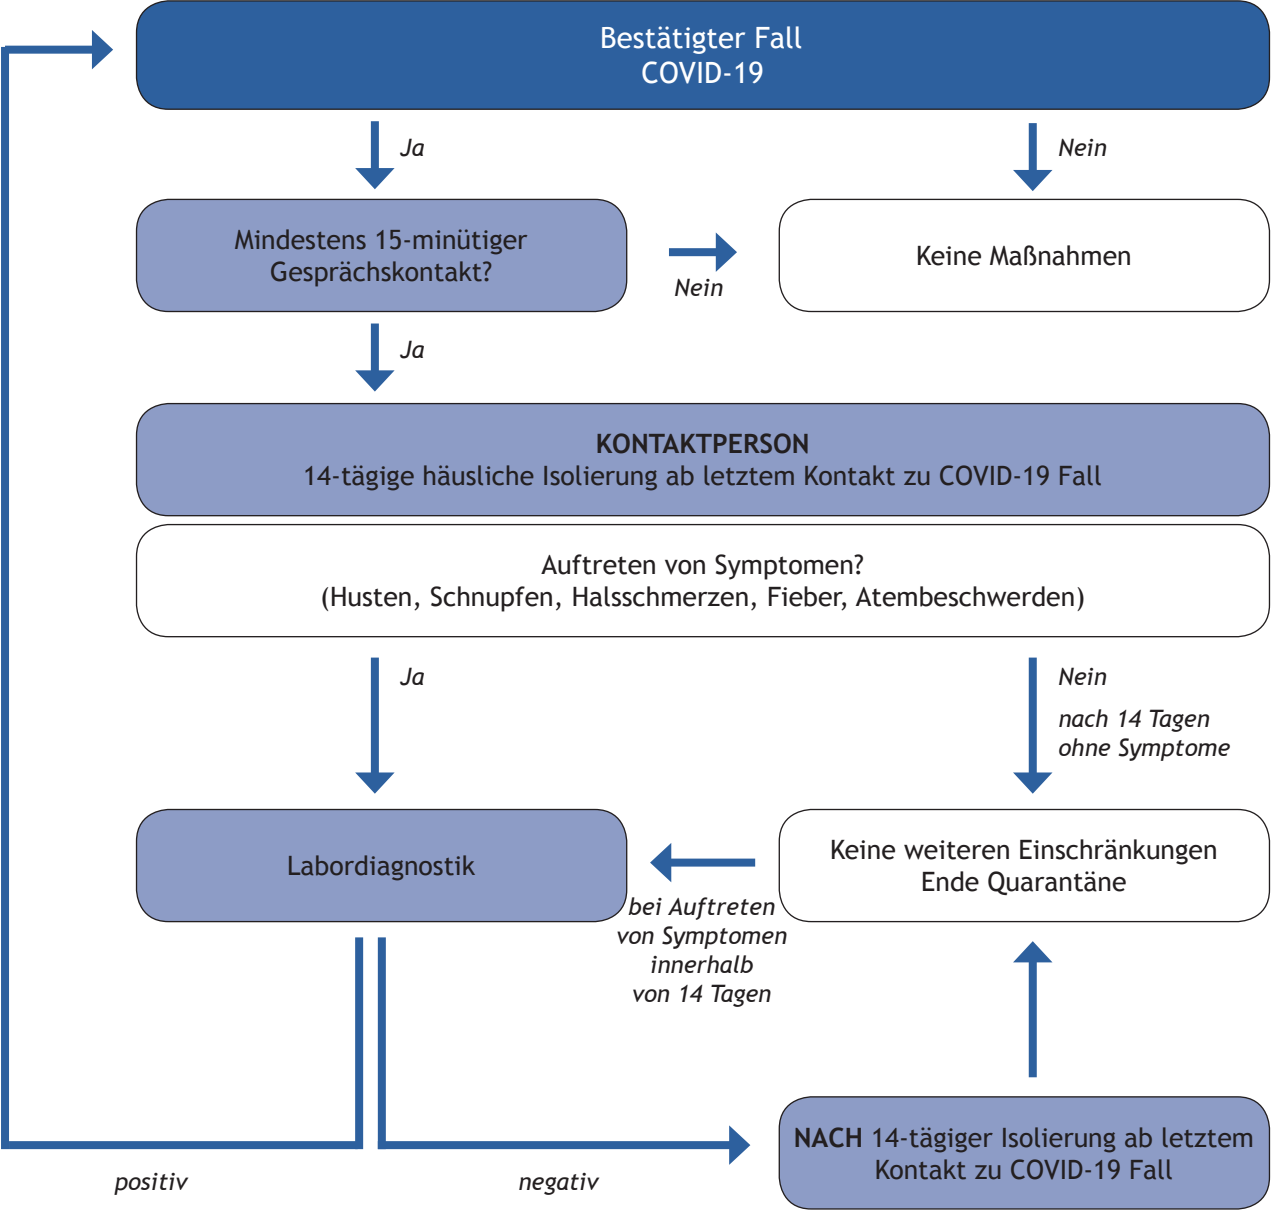 Bestätigter Fall
COVID-19
Ja
Nein
Mindestens 15-minütiger
Gesprächskontakt?
Nein
Keine Maßnahmen
Ja
KONTAKTPERSON
14-tägige häusliche Isolierung ab letztem Kontakt zu COVID-19 Fall
Auftreten von Symptomen?
(Husten, Schnupfen, Halsschmerzen, Fieber, Atembeschwerden)
Ja
Nein
nach 14 Tagen
ohne Symptome
Labordiagnostik
Keine weiteren Einschränkungen
Ende Quarantäne
bei Auftreten
von Symptomen
innerhalb
von 14 Tagen
NACH 14-tägiger Isolierung ab letztem
Kontakt zu COVID-19 Fall
positiv
negativ